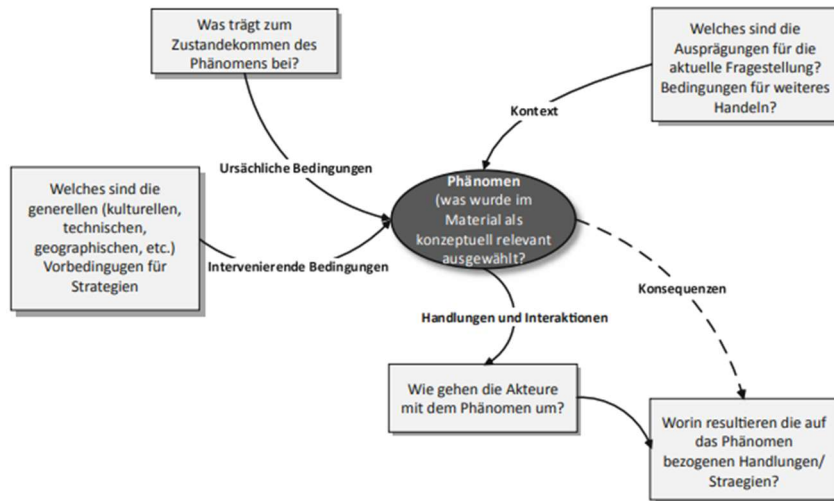 Was trägt zum
Zustandekommen des
Phänomens bei?
Welches sind die
Ausprägungen für die
aktuelle Fragestellung?
Bedingungen für weiteres
Handeln?
Kontext
Ursächliche Bedingungen
Welches sind die
generellen (kulturellen,
technischen,
geographischen, etc.)
Vorbedingugen für
Strategien
Intervenierende Bedingungen
Phänomen
(was wurde im
Material als
konzeptuell relevant
ausgewählt?
Handlungen und Interaktionen
Konsequenzen
Wie gehen die Akteure
mit dem Phänomen um?
Worin resultieren die auf
das Phänomen
bezogenen Handlungen/
Straegien?